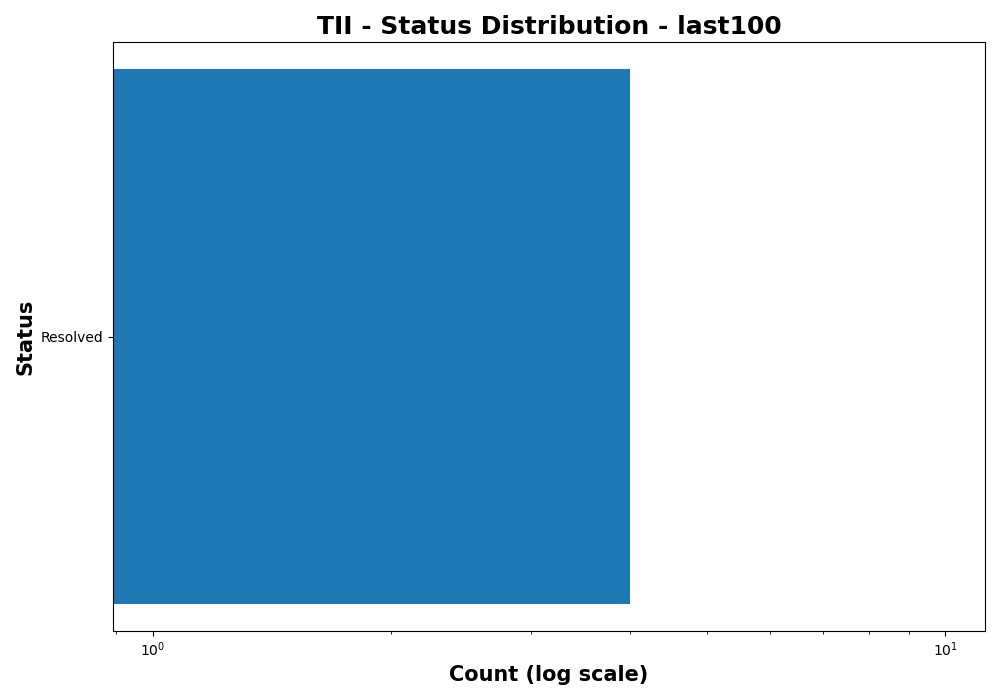 TII - Status Distribution - last100
Status
Resolved
10⁰
10¹
Count (log scale)